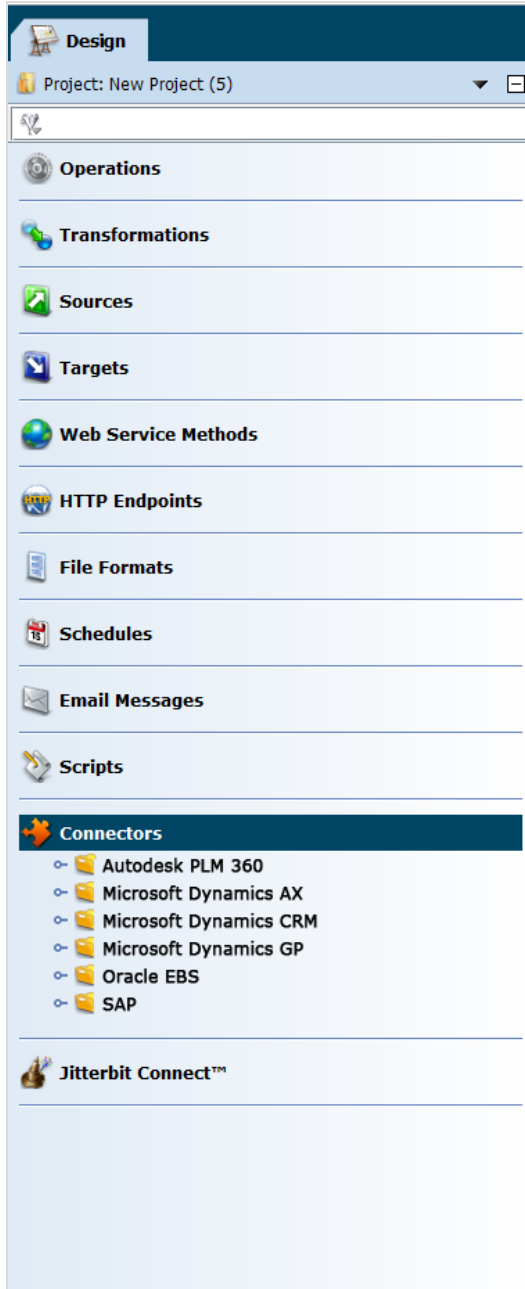 Design
Project: New Project (5)
Operations
Transformations
Sources
Targets
Web Service Methods
HTTP
HTTP Endpoints
File Formats
15
Schedules
Email Messages
Scripts
Connectors
Autodesk PLM 360
Microsoft Dynamics AX
Microsoft Dynamics CRM
Microsoft Dynamics GP
Oracle EBS
SAP
Jitterbit Connect™